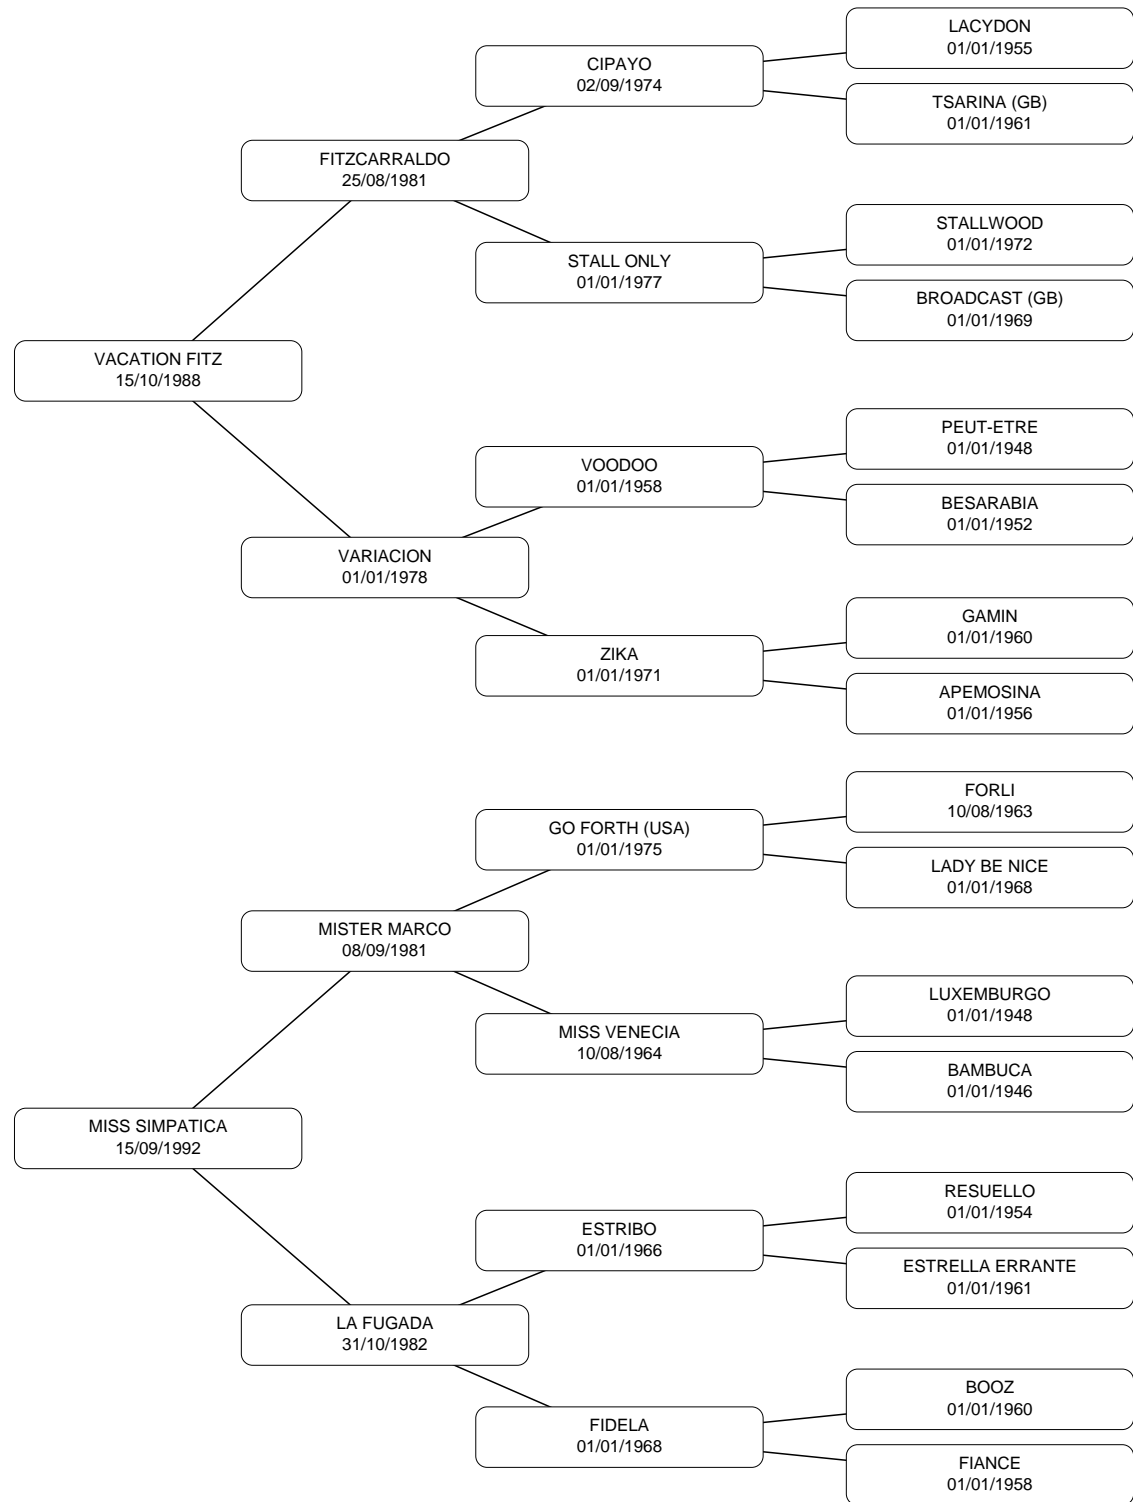 LACYDON
01/01/1955
CIPAYO
02/09/1974
TSARINA (GB)
01/01/1961
FITZCARRALDO
25/08/1981
STALLWOOD
01/01/1972
STALL ONLY
01/01/1977
BROADCAST (GB)
01/01/1969
VACATION FITZ
15/10/1988
PEUT-ETRE
01/01/1948
VOODOO
01/01/1958
BESARABIA
01/01/1952
VARIACION
01/01/1978
GAMIN
01/01/1960
ZIKA
01/01/1971
APEMOSINA
01/01/1956
FORLI
10/08/1963
GO FORTH (USA)
01/01/1975
LADY BE NICE
01/01/1968
MISTER MARCO
08/09/1981
LUXEMBURGO
01/01/1948
MISS VENECIA
10/08/1964
BAMBUCA
01/01/1946
MISS SIMPATICA
15/09/1992
RESUELLO
01/01/1954
ESTRIBO
01/01/1966
ESTRELLA ERRANTE
01/01/1961
LA FUGADA
31/10/1982
BOOZ
01/01/1960
FIDELA
01/01/1968
FIANCE
01/01/1958